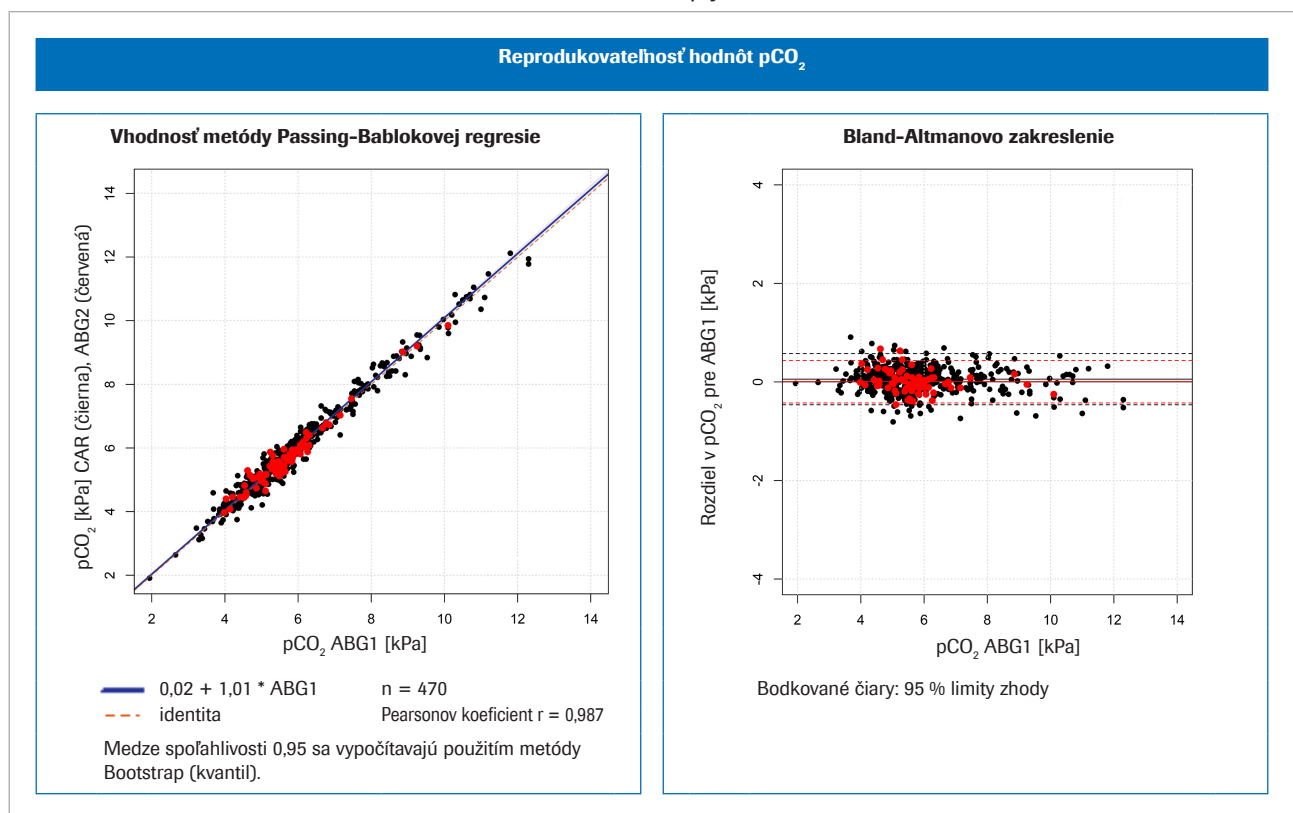 Reprodukovateľnosť hodnôt pCO₂
Vhodnosť metódy Passing-Bablokovej regresie
pCO₂ [kPa] CAR (čierna), ABG2 (červená)
14
12
10
8
6
4
2
2 4 6 8 10 12 14
pCO₂ ABG1 [kPa]
0,02 + 1,01 * ABG1 n = 470
identita Pearsonov koeficient r = 0,987
Medze spoľahlivosti 0,95 sa vypočítavajú použitím metódy
Bootstrap (kvantil).
Bland-Altmanovo zakreslenie
Rozdiel v pCO₂ pre ABG1 [kPa]
4
2
0
-2
-4
2 4 6 8 10 12 14
pCO₂ ABG1 [kPa]
Bodkované čiary: 95 % limity zhody